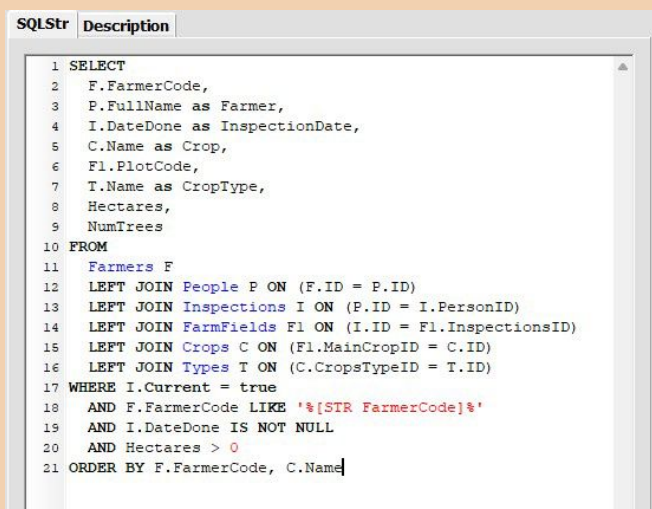 SQLStr Description
1 SELECT
2 F.FarmerCode,
3 P.FullName as Farmer,
4 I.DateDone as InspectionDate,
5 C.Name as Crop,
6 Fl.PlotCode,
7 T.Name as CropType,
8 Hectares,
9 NumTrees
10 FROM
11 Farmers F
12 LEFT JOIN People P ON (F.ID = P.ID)
13 LEFT JOIN Inspections I ON (P.ID = I.PersonID)
14 LEFT JOIN FarmFields Fl ON (I.ID = Fl.InspectionsID)
15 LEFT JOIN Crops C ON (Fl.MainCropID = C.ID)
16 LEFT JOIN Types T ON (C.CropsTypeID = T.ID)
17 WHERE I.Current = true
18 AND F.FarmerCode LIKE '%[STR FarmerCode]%'
19 AND I.DateDone IS NOT NULL
20 AND Hectares > 0
21 ORDER BY F.FarmerCode, C.Name